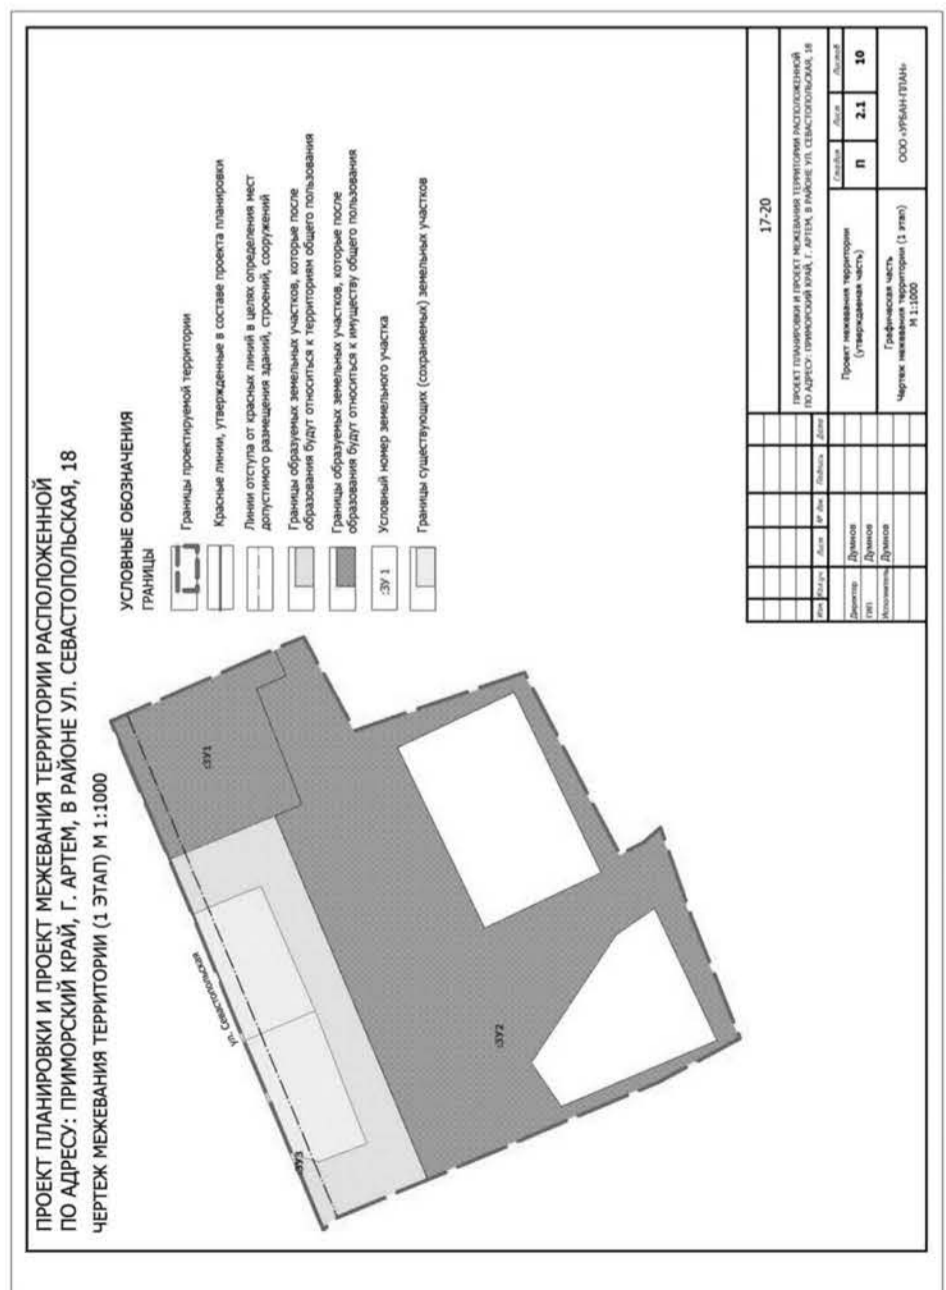 ПРОЕКТ ПЛАНИРОВКИ И ПРОЕКТ МЕЖЕВАНИЯ ТЕРРИТОРИИ РАСПОЛОЖЕННОЙ
ПО АДРЕСУ: ПРИМОРСКИЙ КРАЙ, Г. АРТЕМ, В РАЙОНЕ УЛ. СЕВАСТОПОЛЬСКАЯ, 18
ЧЕРТЕЖ МЕЖЕВАНИЯ ТЕРРИТОРИИ (1 ЭТАП) М 1:1000
УСЛОВНЫЕ ОБОЗНАЧЕНИЯ
ГРАНИЦЫ
Границы проектируемой территории
Красные линии, утвержденные в составе проекта планировки
Линии отступа от красных линий в целях определения мест
допустимого размещения зданий, строений, сооружений
Границы образуемых земельных участков, которые после
образования будут относиться к территориям общего пользования
Границы образуемых земельных участков, которые после
образования будут относиться к имуществу общего пользования
:ЗУ 1
Условный номер земельного участка
Границы существующих (сохраняемых) земельных участков
:ЗУ1
ул. Севастопольская
:ЗУ2
:ЗУ3
17-20
ПРОЕКТ ПЛАНИРОВКИ И ПРОЕКТ МЕЖЕВАНИЯ ТЕРРИТОРИИ РАСПОЛОЖЕННОЙ
ПО АДРЕСУ: ПРИМОРСКИЙ КРАЙ, Г. АРТЕМ, В РАЙОНЕ УЛ. СЕВАСТОПОЛЬСКАЯ, 18
Изм. Кол.уч Лист № док Подпись Дата
Директор Думнов
ГИП Думнов
Исполнитель Думнов
Проект межевания территории
(утверждаемая часть)
Стадия Лист Листов
П 2.1 10
Графическая часть
Чертеж межевания территории (1 этап)
М 1:1000
ООО «УРБАН-ПЛАН»